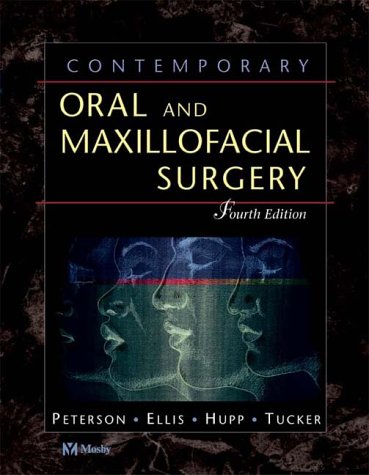 CONTEMPORARY
ORAL AND
MAXILLOFACIAL
SURGERY
Fourth Edition
PETERSON • ELLIS • HUPP • TUCKER
M Mosby